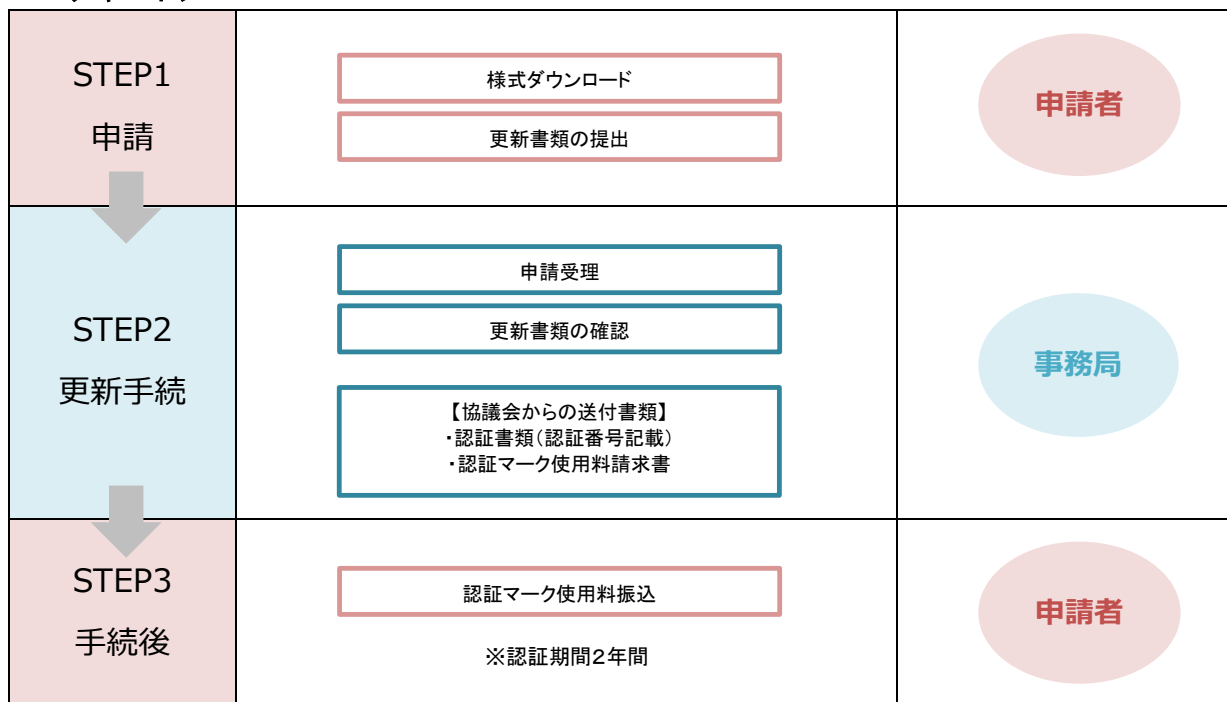 STEP1
申請
様式ダウンロード
更新書類の提出
申請者
STEP2
更新手続
申請受理
更新書類の確認
【協議会からの送付書類】
・認証書類（認証番号記載）
・認証マーク使用料請求書
事務局
STEP3
手続後
認証マーク使用料振込
※認証期間２年間
申請者